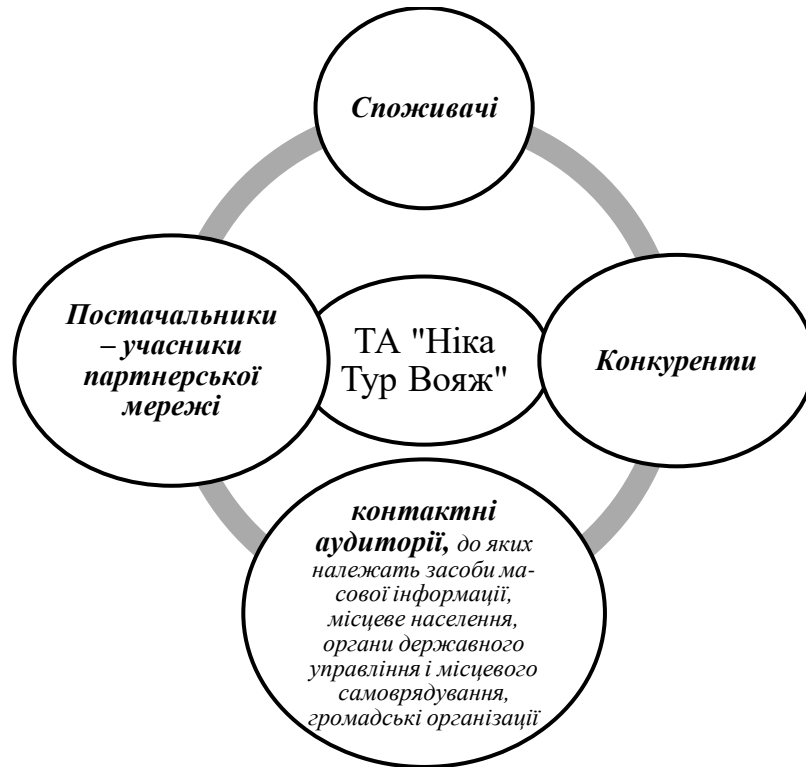 Споживачі
Постачальники
– учасники
партнерської
мережі
ТА "Ніка
Тур Вояж"
Конкуренти
контактні
аудиторії, до яких
належать засоби ма-
сової інформації,
місцеве населення,
органи державного
управління і місцевого
самоврядування,
громадські організації